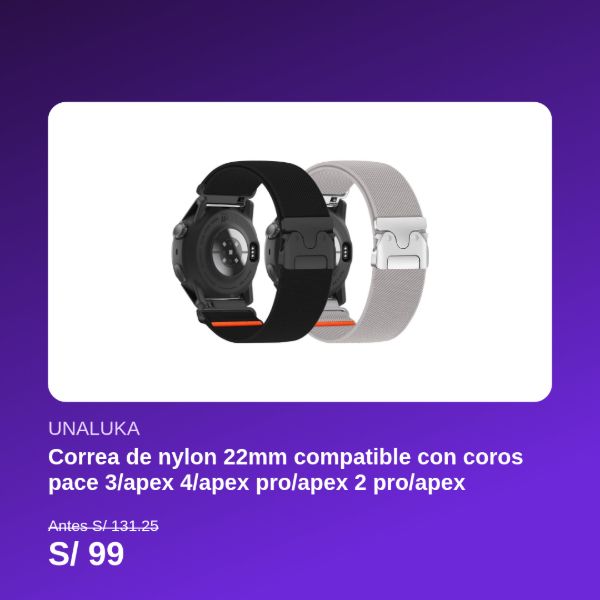 UNALUKA
Correa de nylon 22mm compatible con coros
pace 3/apex 4/apex pro/apex 2 pro/apex
Antes S/ 131.25
S/ 99